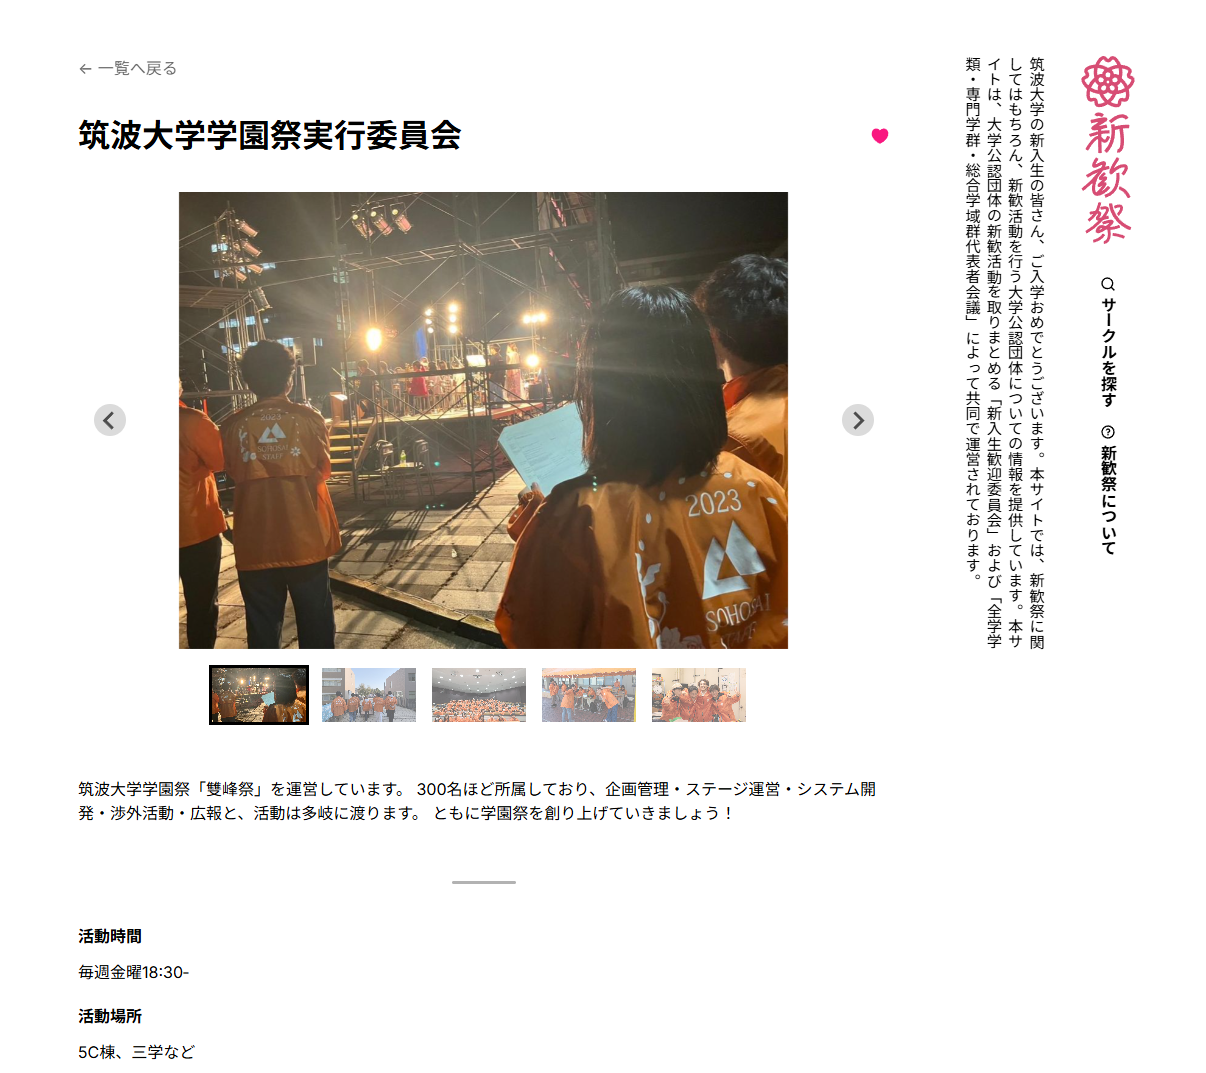 ← 一覧へ戻る
筑波大学学園祭実行委員会
2023
SOHOSAI
STAFF
2023
SOHOSAI
STAFF
筑波大学学園祭「雙峰祭」を運営しています。 300名ほど所属しており、企画管理・ステージ運営・システム開
発・渉外活動・広報と、活動は多岐に渡ります。 ともに学園祭を創り上げていきましょう！
活動時間
毎週金曜18:30-
活動場所
5C棟、三学など
新歓祭
サークルを探す
新歓祭について
筑波大学の新入生の皆さん、ご入学おめでとうございます。本サイトでは、新歓祭に関
してはもちろん、新歓活動を行う大学公認団体についての情報を提供しています。本サ
イトは、大学公認団体の新歓活動を取りまとめる「新入生歓迎委員会」および「全学学
類・専門学群・総合学域群代表者会議」によって共同で運営されております。